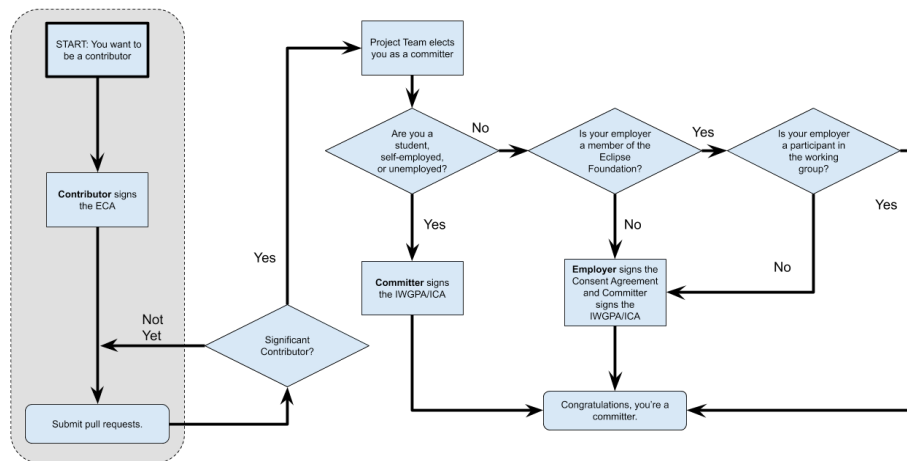 START: You want to
be a contributor
Contributor signs
the ECA
Not
Yet
Submit pull requests.
Yes
Significant
Contributor?
Project Team elects
you as a committer
Are you a
student,
self-employed,
or unemployed?
No
Yes
Committer signs
the IWGPA/ICA
Is your employer
a member of the
Eclipse
Foundation?
Yes
No
Employer signs the
Consent Agreement
and Committer
signs the
IWGPA/ICA
Is your employer
a participant in
the working
group?
Yes
No
Congratulations, you're a
committer.